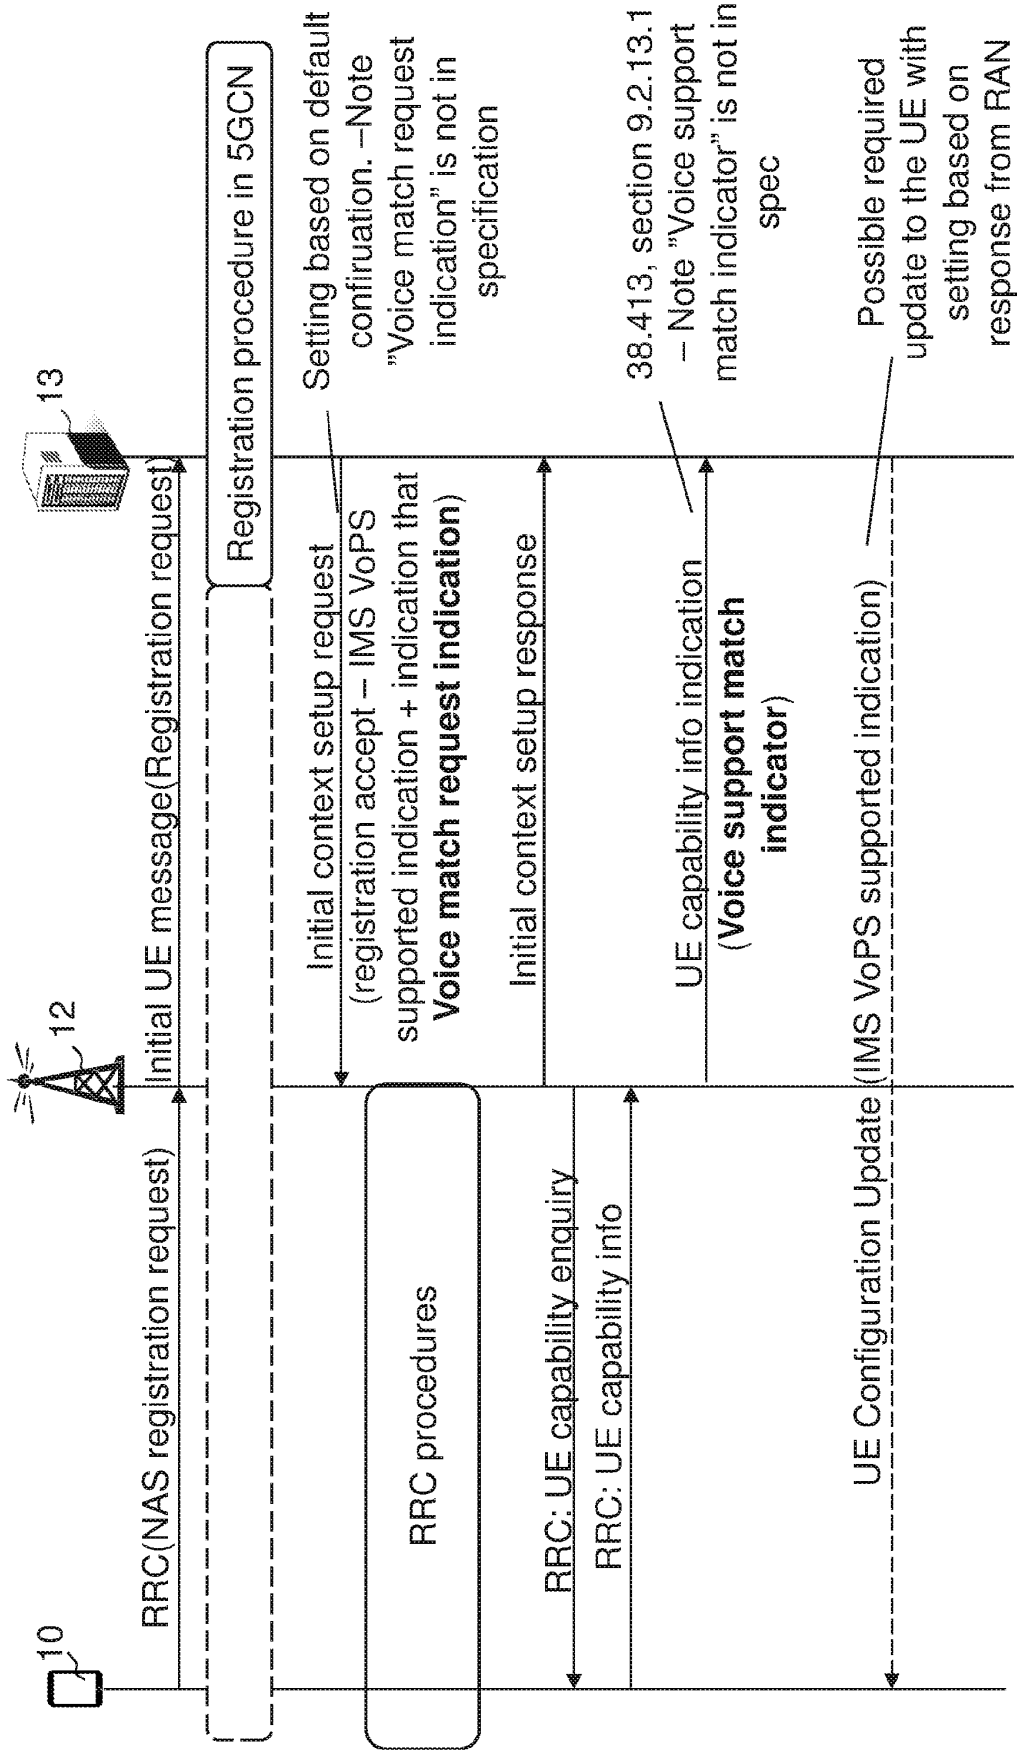 10
12
13
RRC(NAS registration request)
Initial UE message(Registration request)
Registration procedure in 5GCN
Initial context setup request
(registration accept – IMS VoPS
supported indication + indication that
Voice match request indication)
Setting based on default
confiruation. –Note
”Voice match request
indication” is not in
specification
RRC procedures
Initial context setup response
RRC: UE capability enquiry
RRC: UE capability info
UE capability info indication
(Voice support match
indicator)
38.413, section 9.2.13.1
– Note ”Voice support
match indicator” is not in
spec
UE Configuration Update (IMS VoPS supported indication)
Possible required
update to the UE with
setting based on
response from RAN